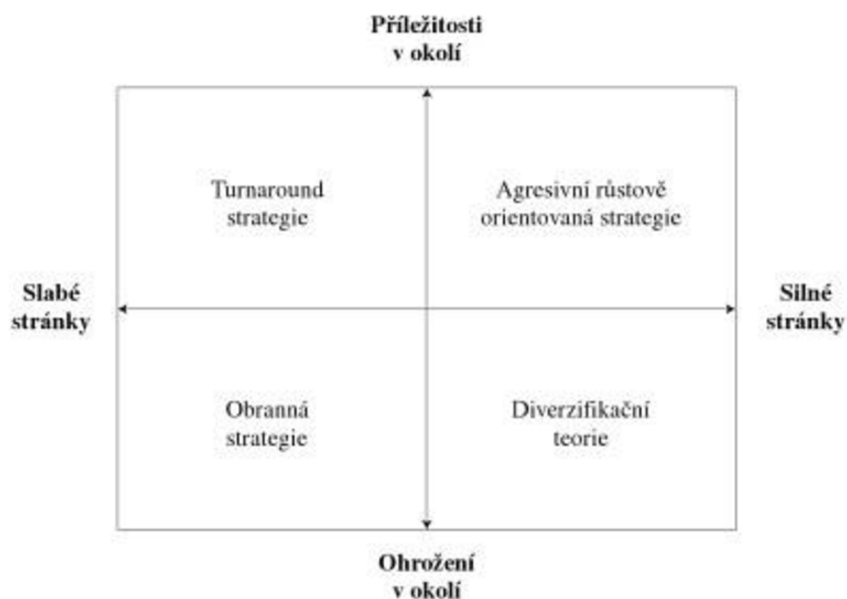 Příležitosti
v okolí
Turnaround
strategie
Agresivní růstově
orientovaná strategie
Slabé
stránky
Silné
stránky
Obranná
strategie
Diverzifikační
teorie
Ohrožení
v okolí